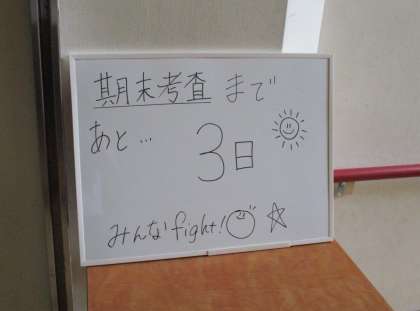 期末考査 まで
あと…
3日
みんなfight!